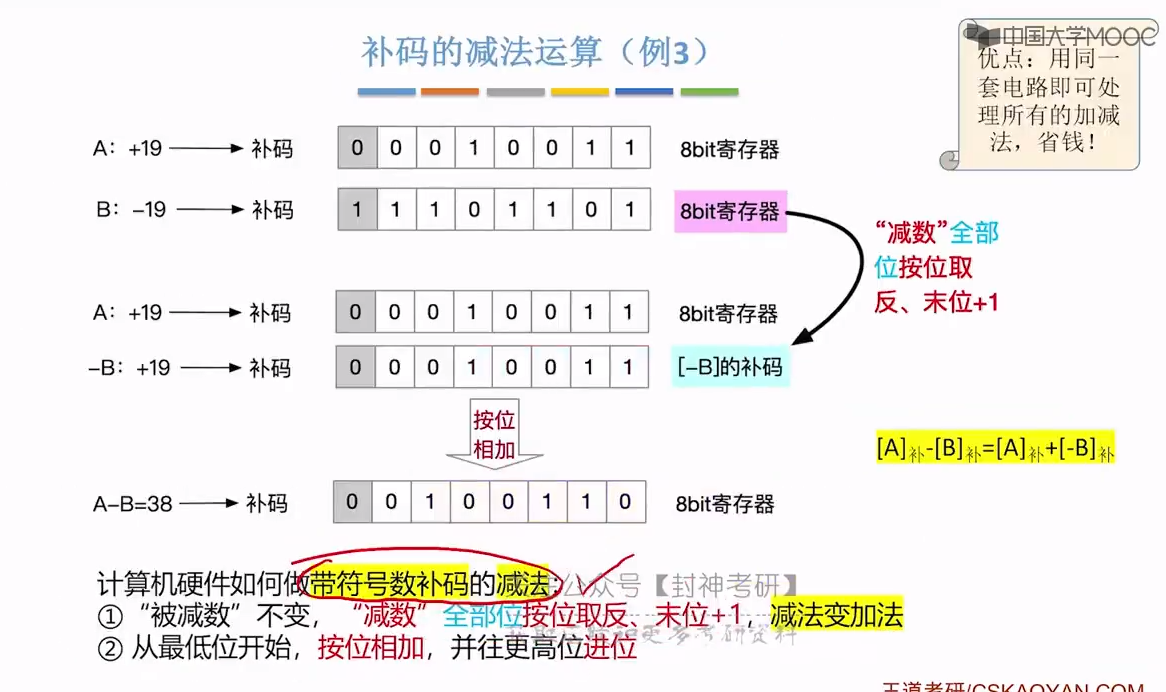 中国大学MOOC
补码的减法运算（例3）
优点：用同一
套电路即可处
理所有的加减
法，省钱！
A：+19 补码 0 0 0 1 0 0 1 1 8bit寄存器
B：-19 补码 1 1 1 0 1 1 0 1 8bit寄存器
“减数”全部
位按位取
反、末位+1
A：+19 补码 0 0 0 1 0 0 1 1 8bit寄存器
-B：+19 补码 0 0 0 1 0 0 1 1 [-B]的补码
按位
相加
[A]补-[B]补=[A]补+[-B]补
A-B=38 补码 0 0 1 0 0 1 1 0 8bit寄存器
计算机硬件如何做带符号数补码的减法：
公众号【封神考研】
①“被减数”不变，“减数”全部位按位取反、末位+1，减法变加法
更多考研资料
②从最低位开始，按位相加，并往更高位进位
王道考研/CSKAOYAN.COM